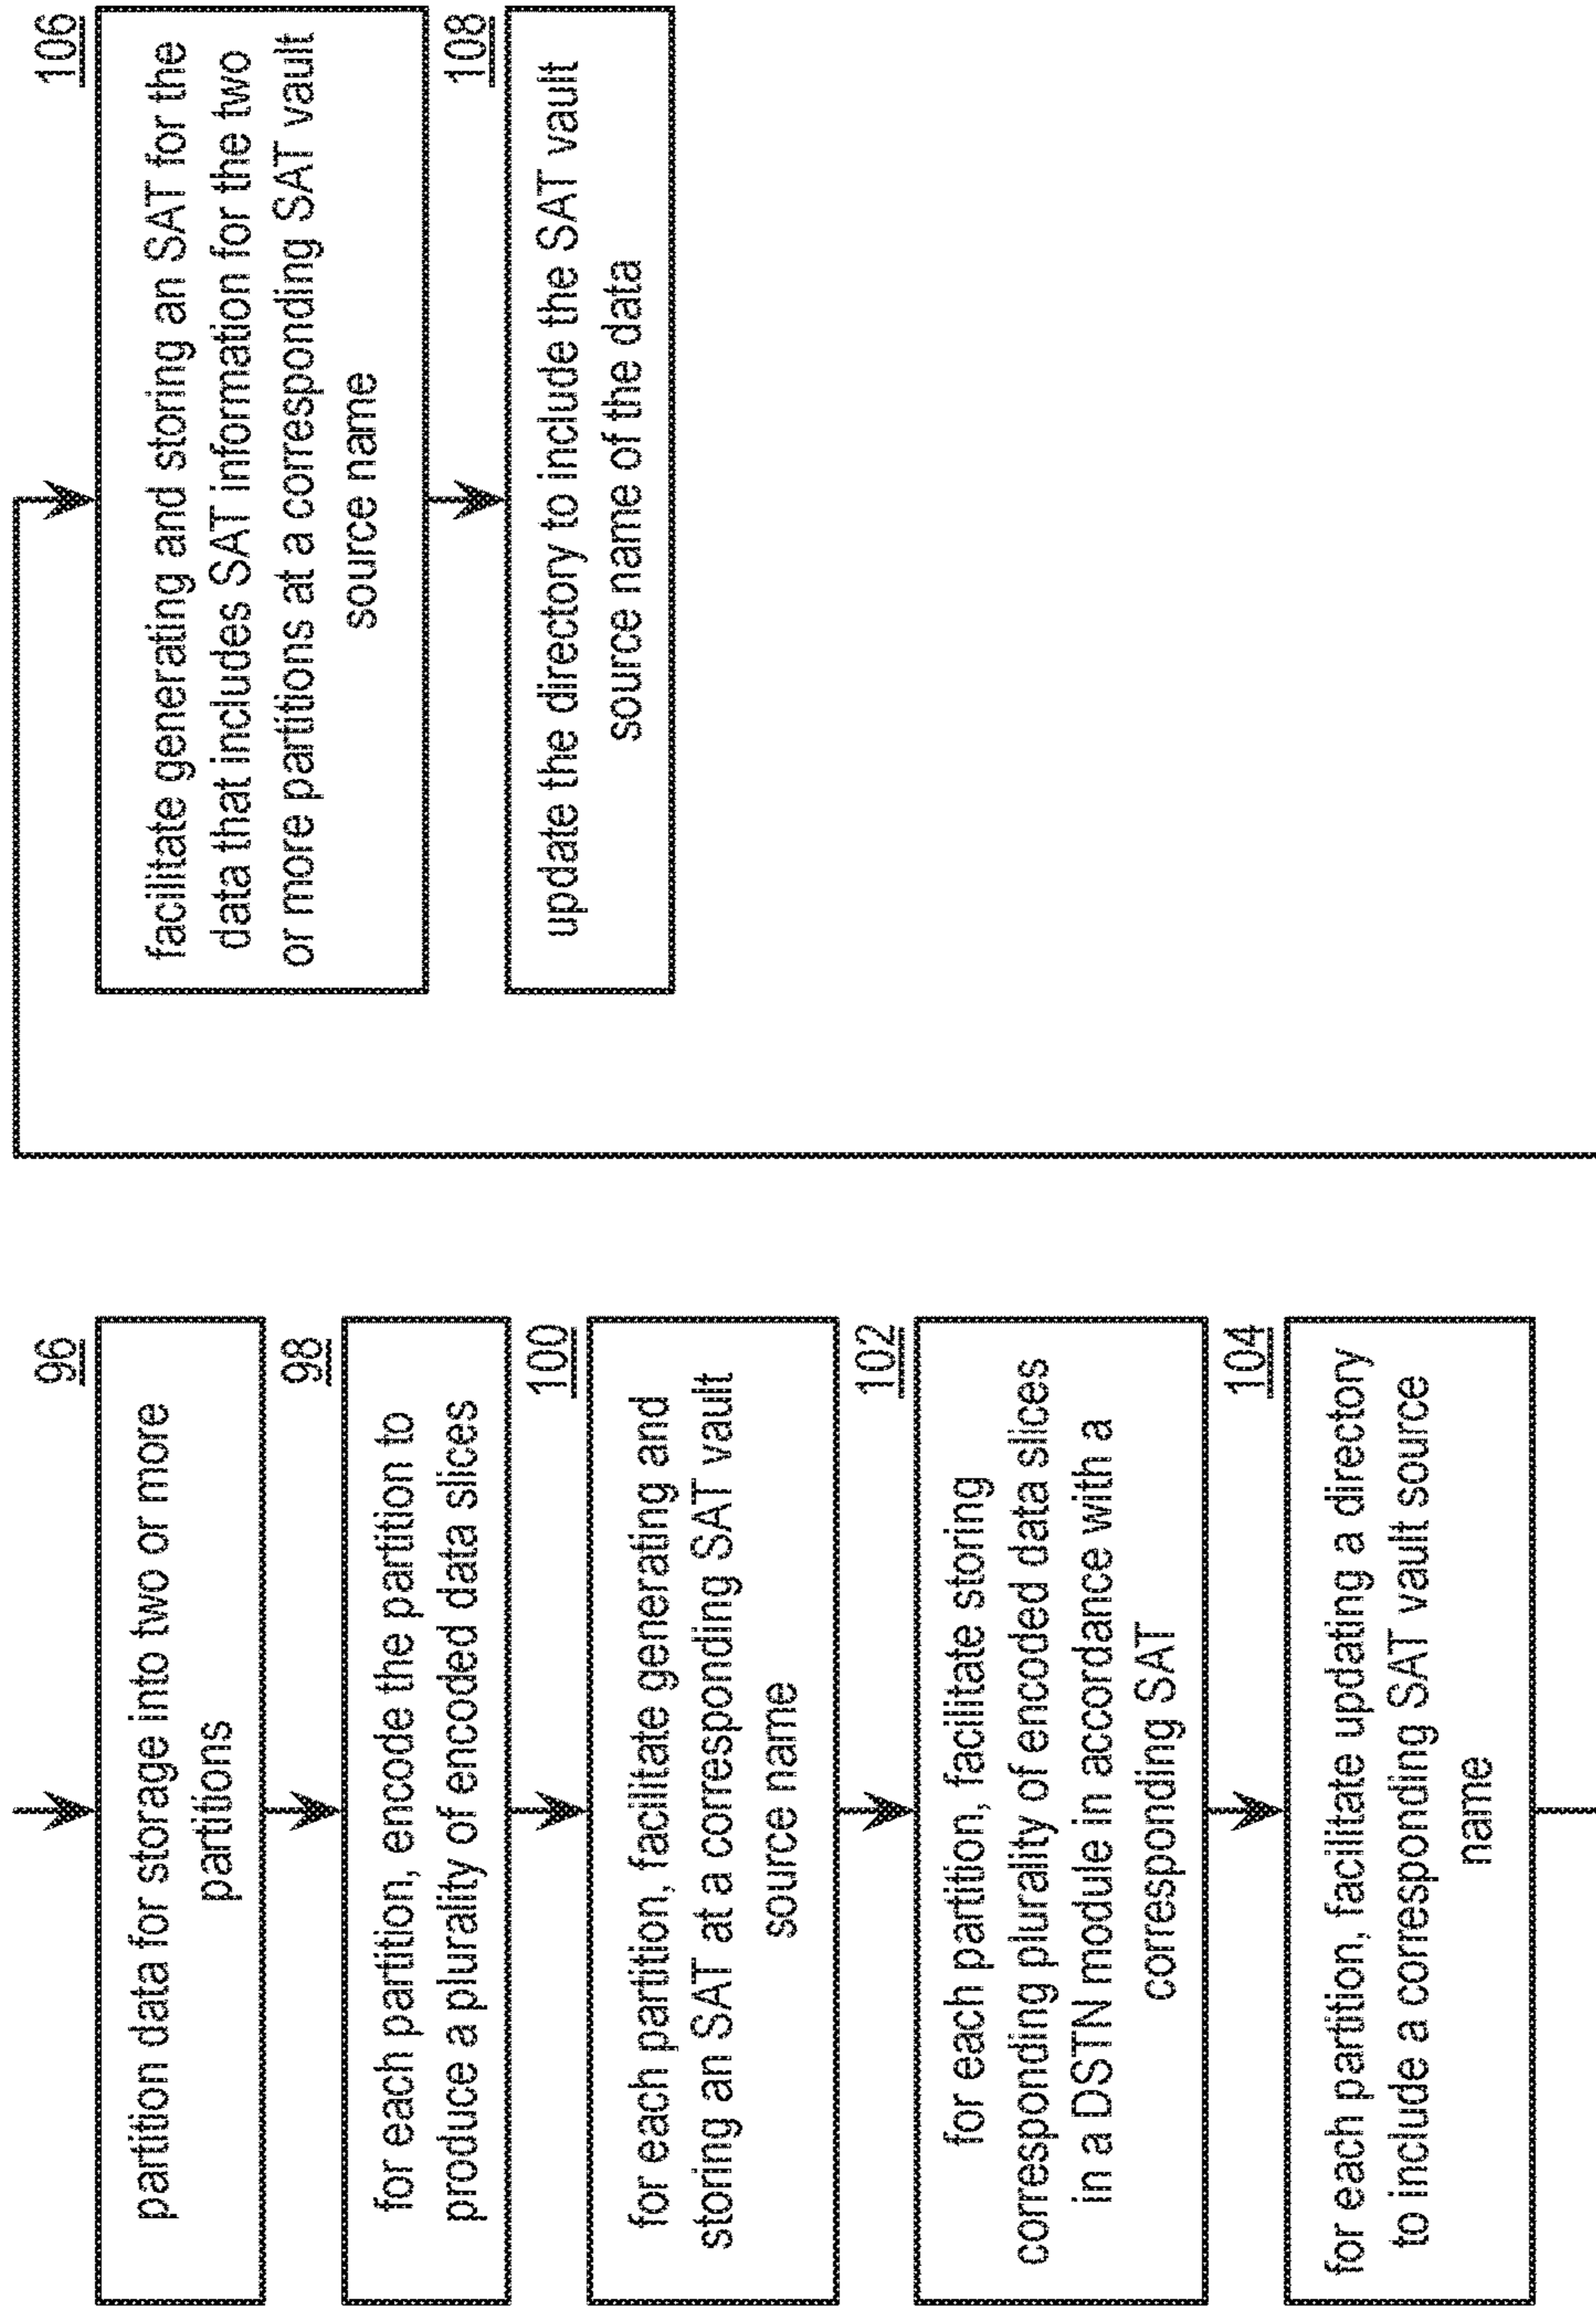 96
partition data for storage into two or more
partitions
98
for each partition, encode the partition to
produce a plurality of encoded data slices
100
for each partition, facilitate generating and
storing an SAT at a corresponding SAT vault
source name
102
for each partition, facilitate storing
corresponding plurality of encoded data slices
in a DSTN module in accordance with a
corresponding SAT
104
for each partition, facilitate updating a directory
to include a corresponding SAT vault source
name
106
facilitate generating and storing an SAT for the
data that includes SAT information for the two
or more partitions at a corresponding SAT vault
source name
108
update the directory to include the SAT vault
source name of the data